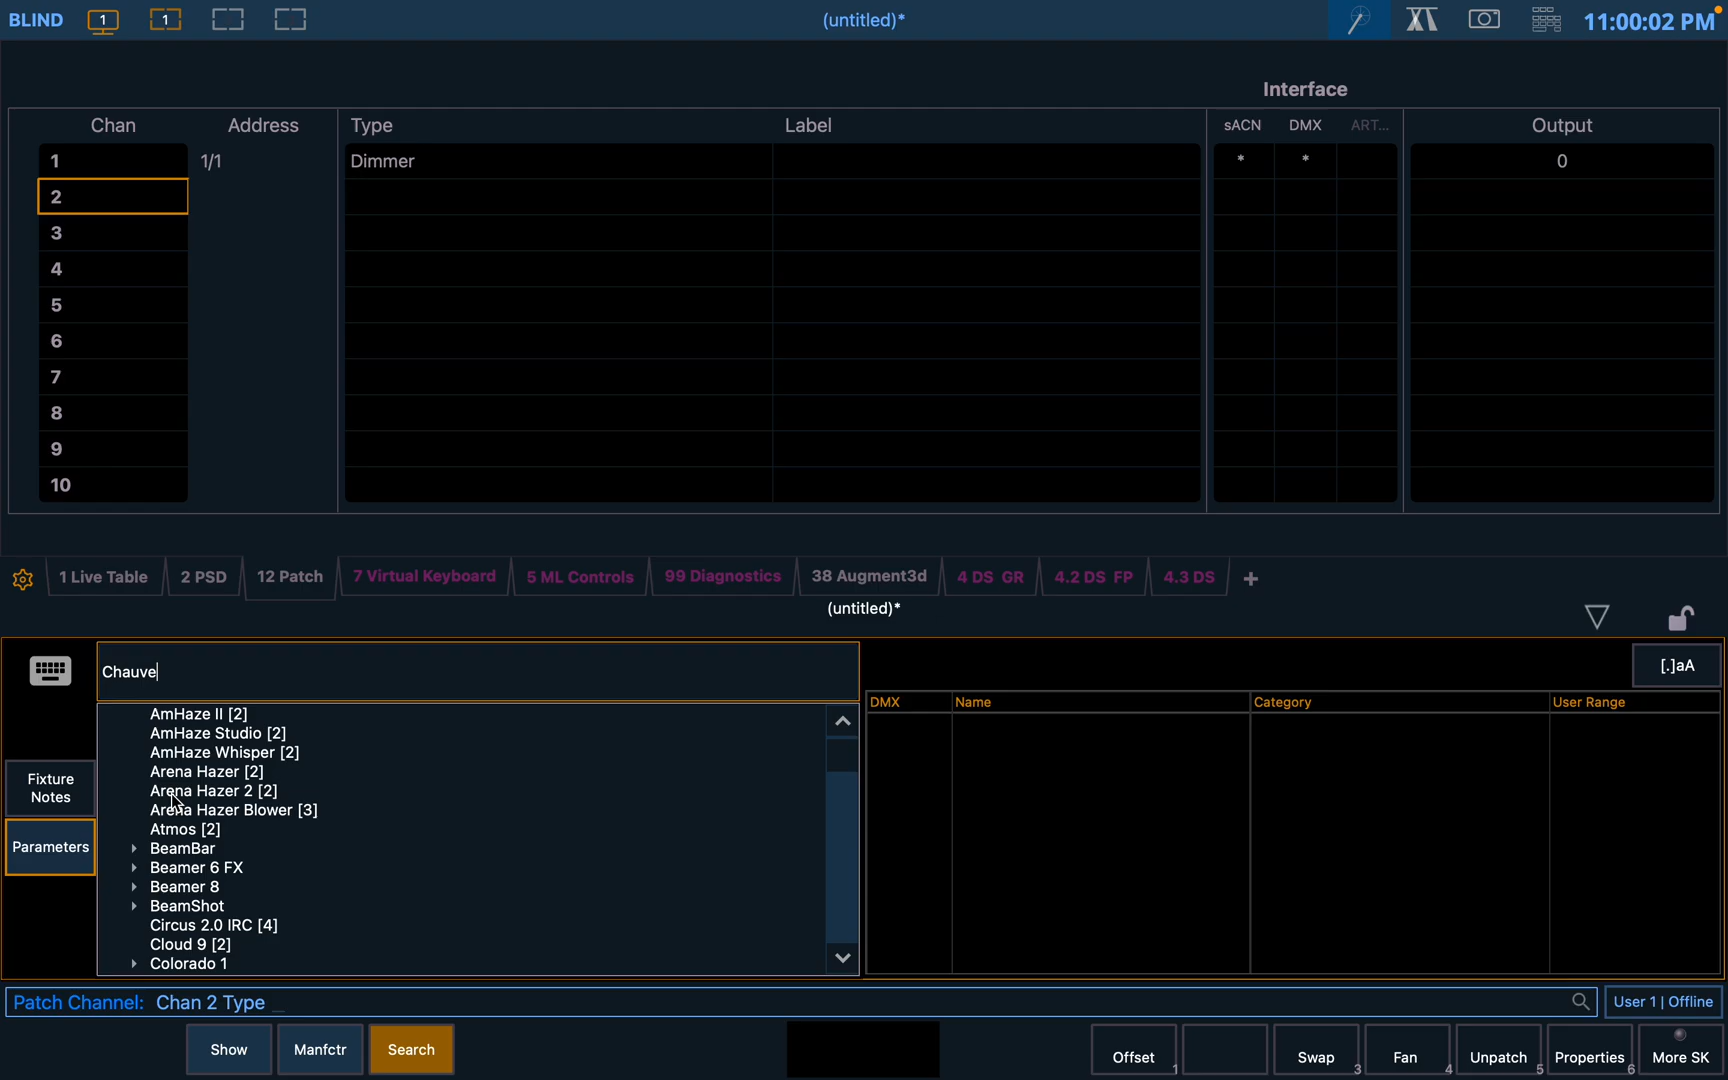 BLIND 1 1 (untitled)* 11:00:02 PM
Interface
Chan Address Type Label sACN DMX ART... Output
1 1/1 Dimmer * * 0
2
3
4
5
6
7
8
9
10
1 Live Table 2 PSD 12 Patch 7 Virtual Keyboard 5 ML Controls 99 Diagnostics 38 Augment3d 4 DS GR 4.2 DS FP 4.3 DS +
(untitled)*
Chauve [.]aA
DMX Name Category User Range
AmHaze II [2]
AmHaze Studio [2]
AmHaze Whisper [2]
Arena Hazer [2]
Arena Hazer 2 [2]
Arena Hazer Blower [3]
Atmos [2]
BeamBar
Beamer 6 FX
Beamer 8
BeamShot
Circus 2.0 IRC [4]
Cloud 9 [2]
Colorado 1
Fixture
Notes
Parameters
Patch Channel: Chan 2 Type _ User 1 | Offline
Show Manfctr Search Offset 1 Swap 3 Fan 4 Unpatch 5 Properties 6 More SK